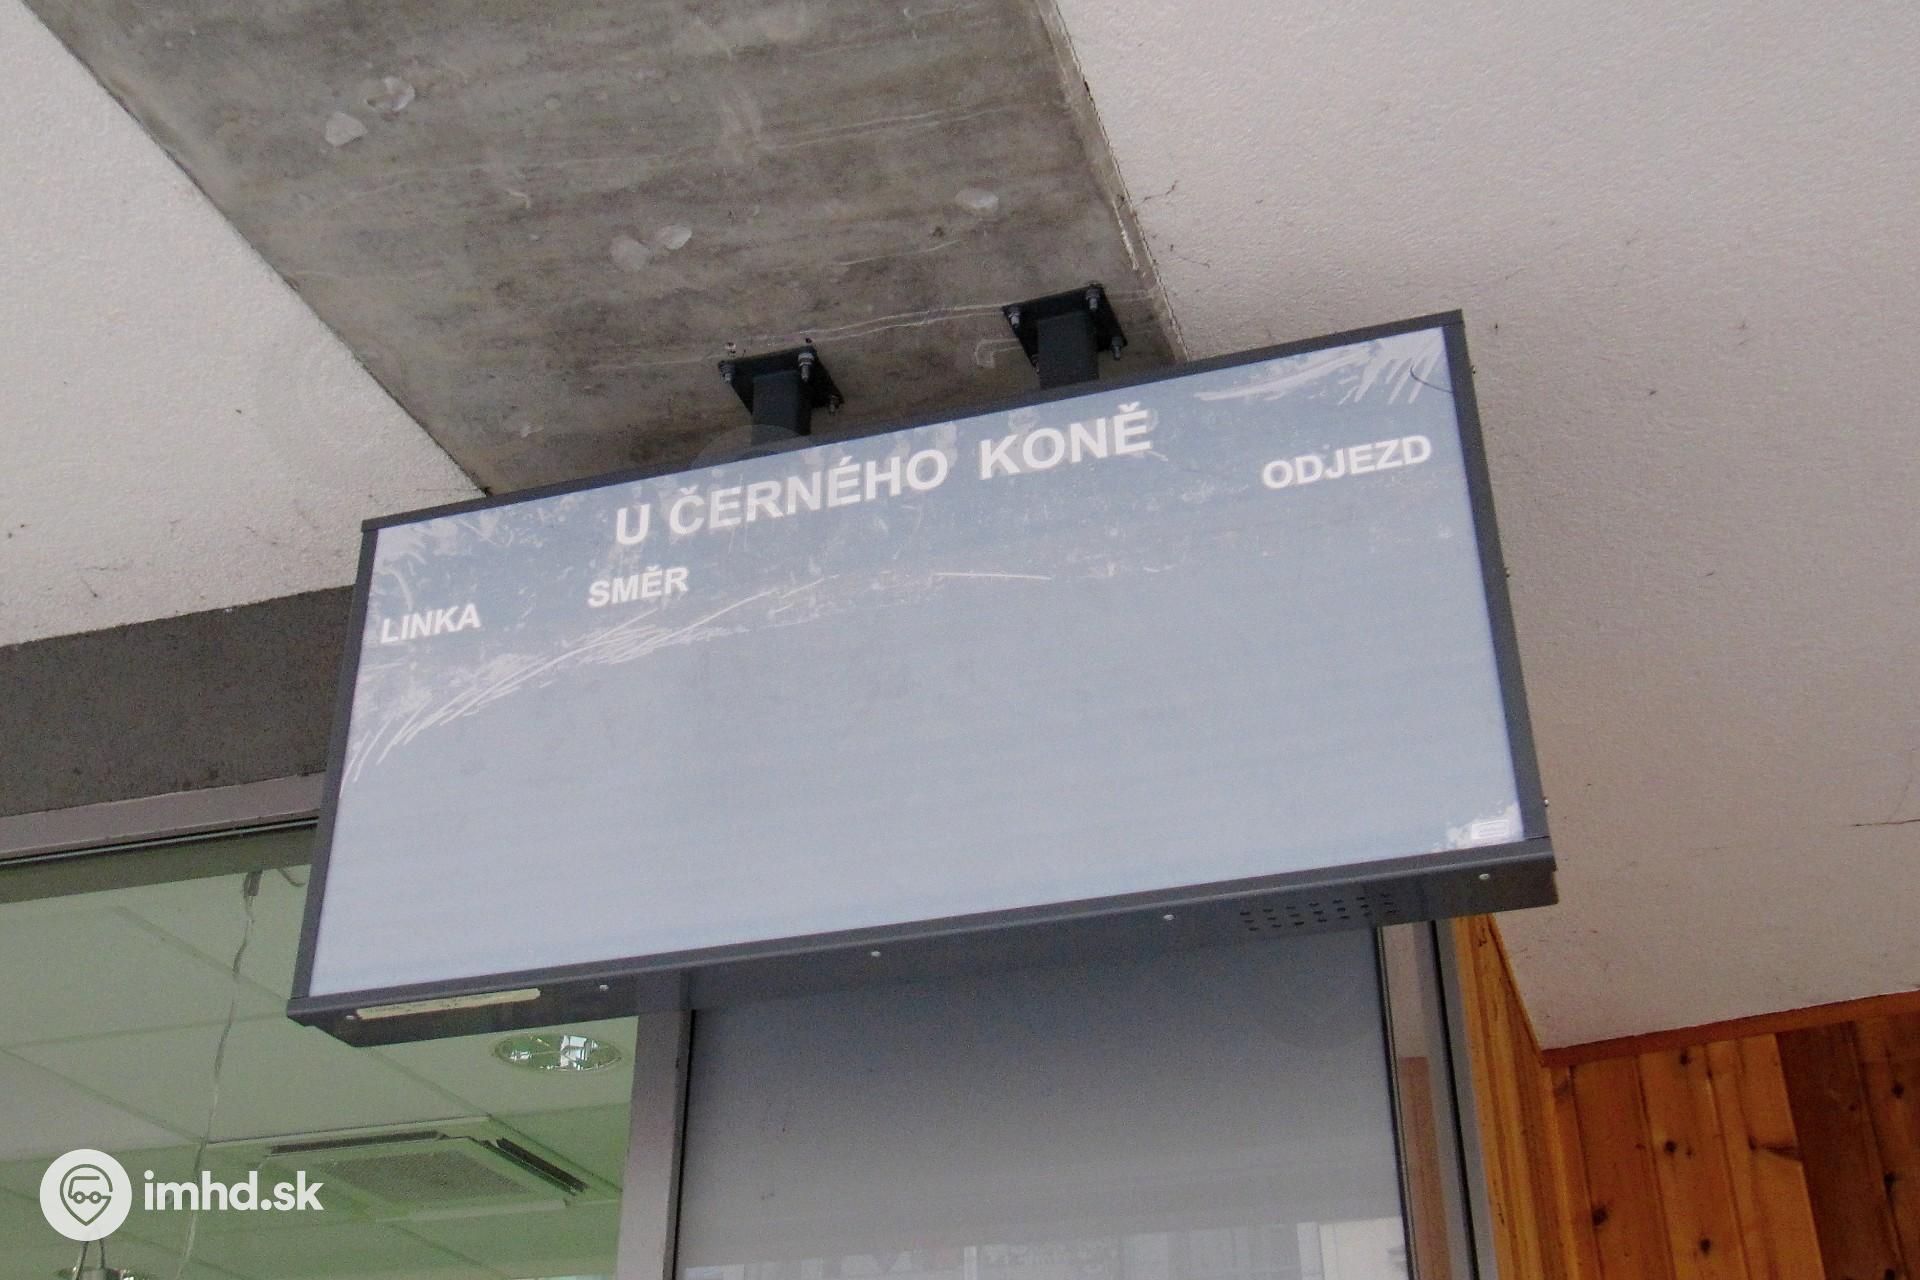 U ČERNÉHO KONĚ
LINKA SMĚR ODJEZD
imhd.sk